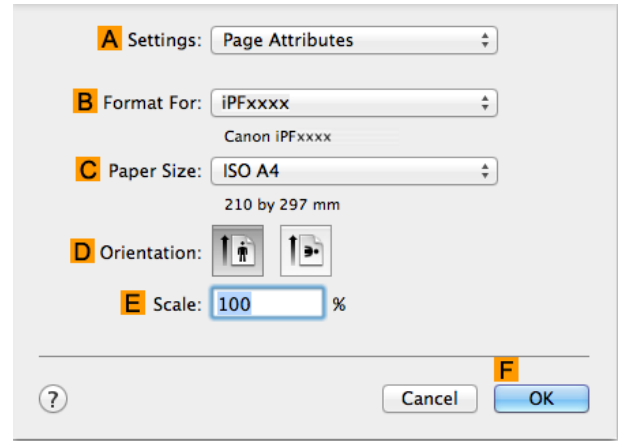 A Settings: Page Attributes
B Format For: iPFxxxx
Canon iPFxxxx
C Paper Size: ISO A4
210 by 297 mm
D Orientation:
E Scale: 100 %
F
? Cancel OK